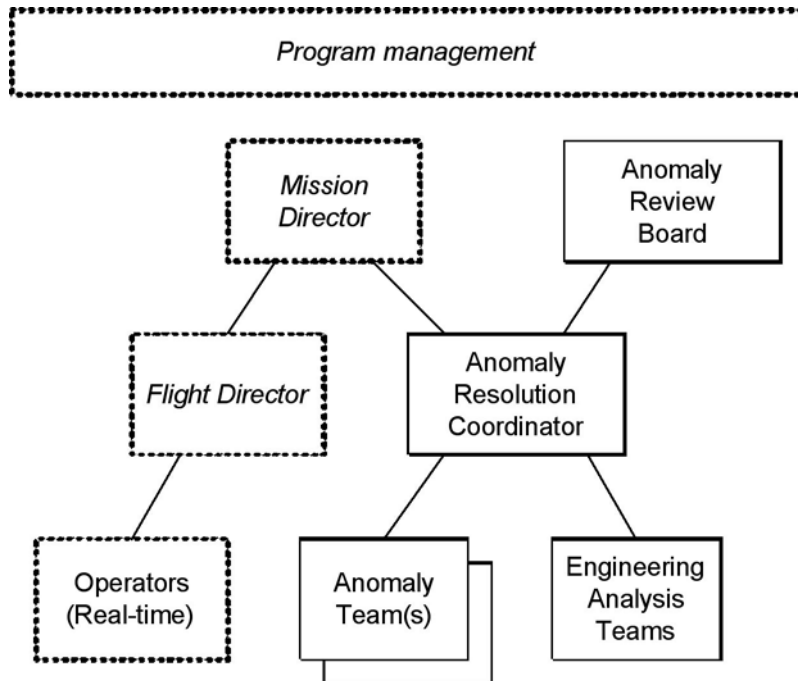 Program management
Mission
Director
Anomaly
Review
Board
Flight Director
Anomaly
Resolution
Coordinator
Operators
(Real-time)
Anomaly
Team(s)
Engineering
Analysis
Teams